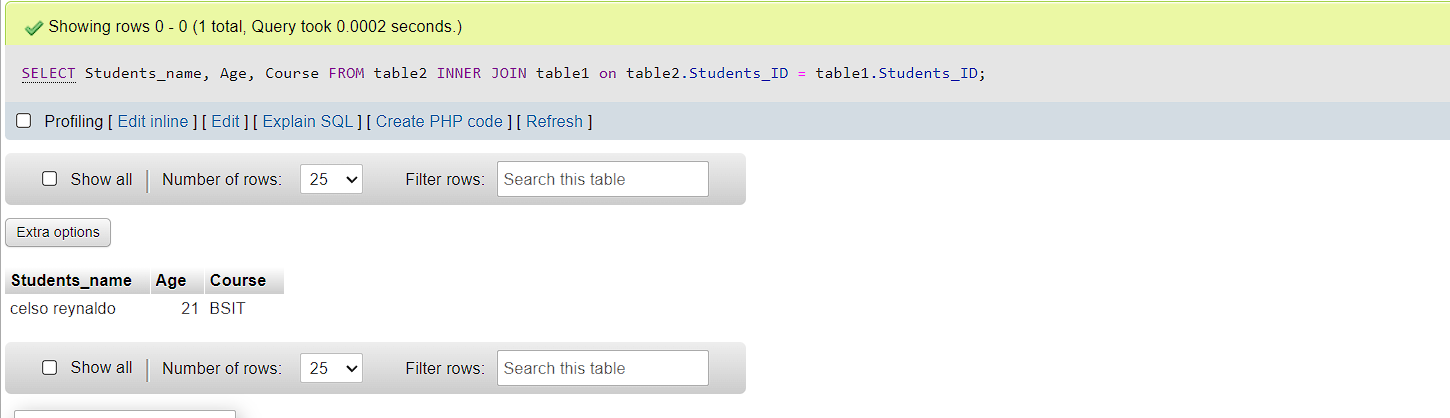 Showing rows 0 - 0 (1 total, Query took 0.0002 seconds.)
SELECT Students_name, Age, Course FROM table2 INNER JOIN table1 on table2.Students_ID = table1.Students_ID;
Profiling [ Edit inline ] [ Edit ] [ Explain SQL ] [ Create PHP code ] [ Refresh ]
Show all | Number of rows: 25 Filter rows: Search this table
Extra options
Students_name Age Course
celso reynaldo 21 BSIT
Show all | Number of rows: 25 Filter rows: Search this table